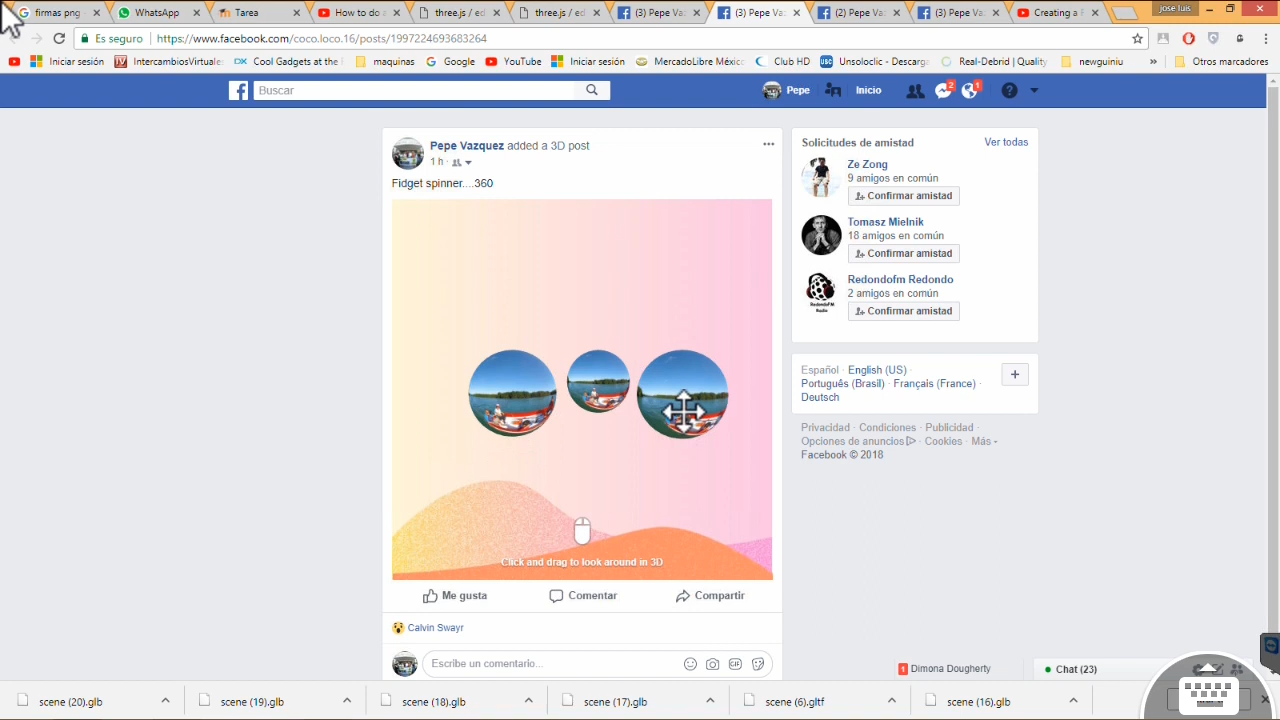 firmas png
WhatsApp
Tarea
How to do
three.js / ed
three.js / ed
(3) Pepe Va
(3) Pepe Vaz
(2) Pepe Va
(3) Pepe Vaz
Creating a
jose luis
Es seguro
https://www.facebook.com/coco.loco.16/posts/1997224693683264
Iniciar sesión
IntercambiosVirtuale
Cool Gadgets at the
maquinas
Google
YouTube
Iniciar sesión
MercadoLibre México
Club HD
Unsoloclic - Descarga
Real-Debrid | Quality
newguiniu
»
Otros marcadores
Buscar
Pepe
Inicio
2
1
Pepe Vazquez added a 3D post
1 h ·
Fidget spinner....360
Click and drag to look around in 3D
Me gusta
Comentar
Compartir
Calvin Swayr
Escribe un comentario...
GIF
Solicitudes de amistad
Ver todas
Ze Zong
9 amigos en común
Confirmar amistad
Tomasz Mielnik
18 amigos en común
Confirmar amistad
Redondofm Redondo
2 amigos en común
Confirmar amistad
Español · English (US) ·
Português (Brasil) · Français (France) ·
Deutsch
Privacidad · Condiciones · Publicidad ·
Opciones de anuncios · Cookies · Más
Facebook © 2018
1 Dimona Dougherty
Chat (23)
scene (20).glb
scene (19).glb
scene (18).glb
scene (17).glb
scene (6).gltf
scene (16).glb